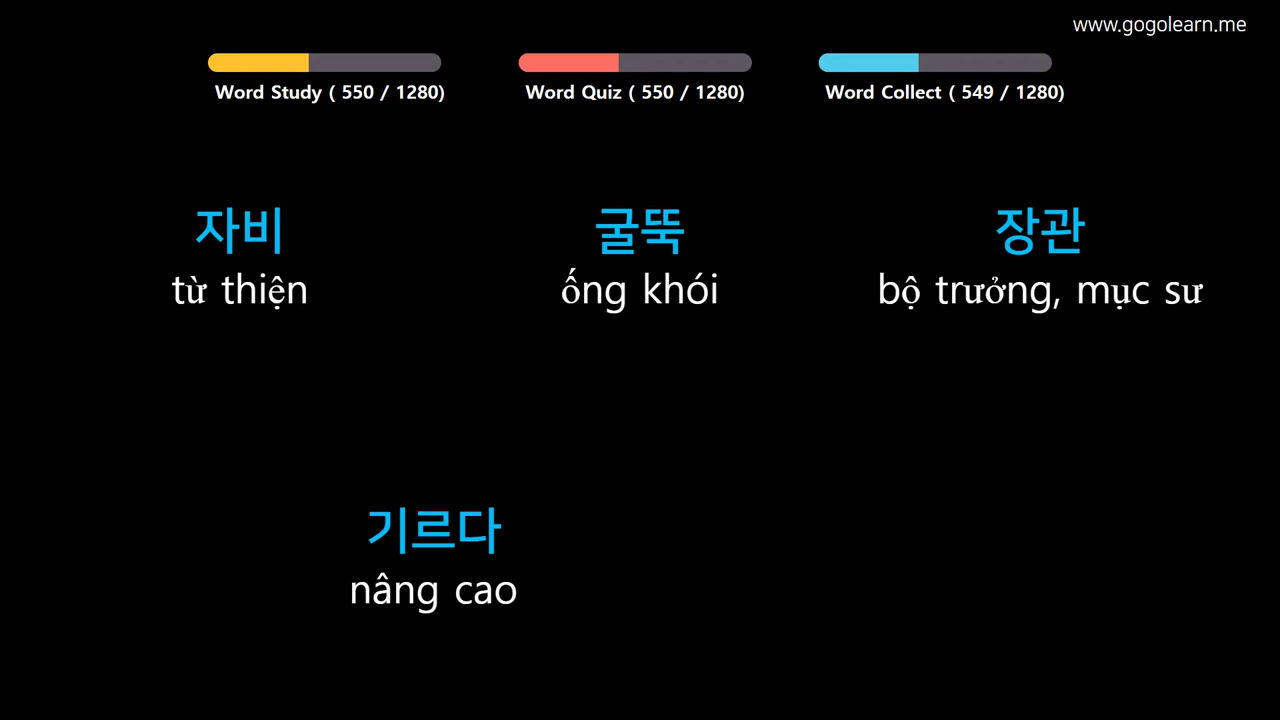 www.gogolearn.me
Word Study ( 550 / 1280)
Word Quiz ( 550 / 1280)
Word Collect ( 549 / 1280)
자비
từ thiện
굴뚝
ống khói
장관
bộ trưởng, mục sư
기르다
nâng cao